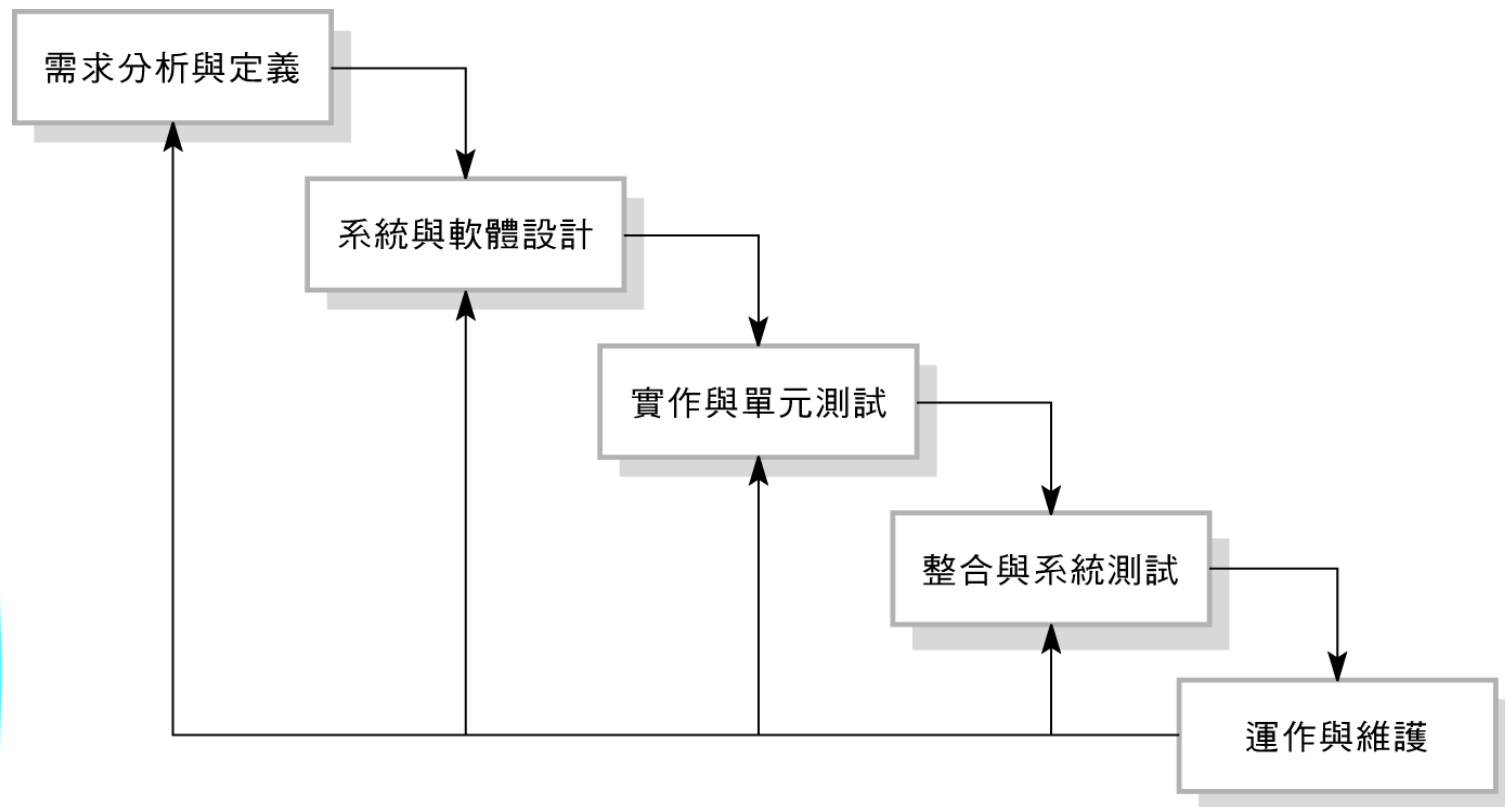 需求分析與定義
系統與軟體設計
實作與單元測試
整合與系統測試
運作與維護